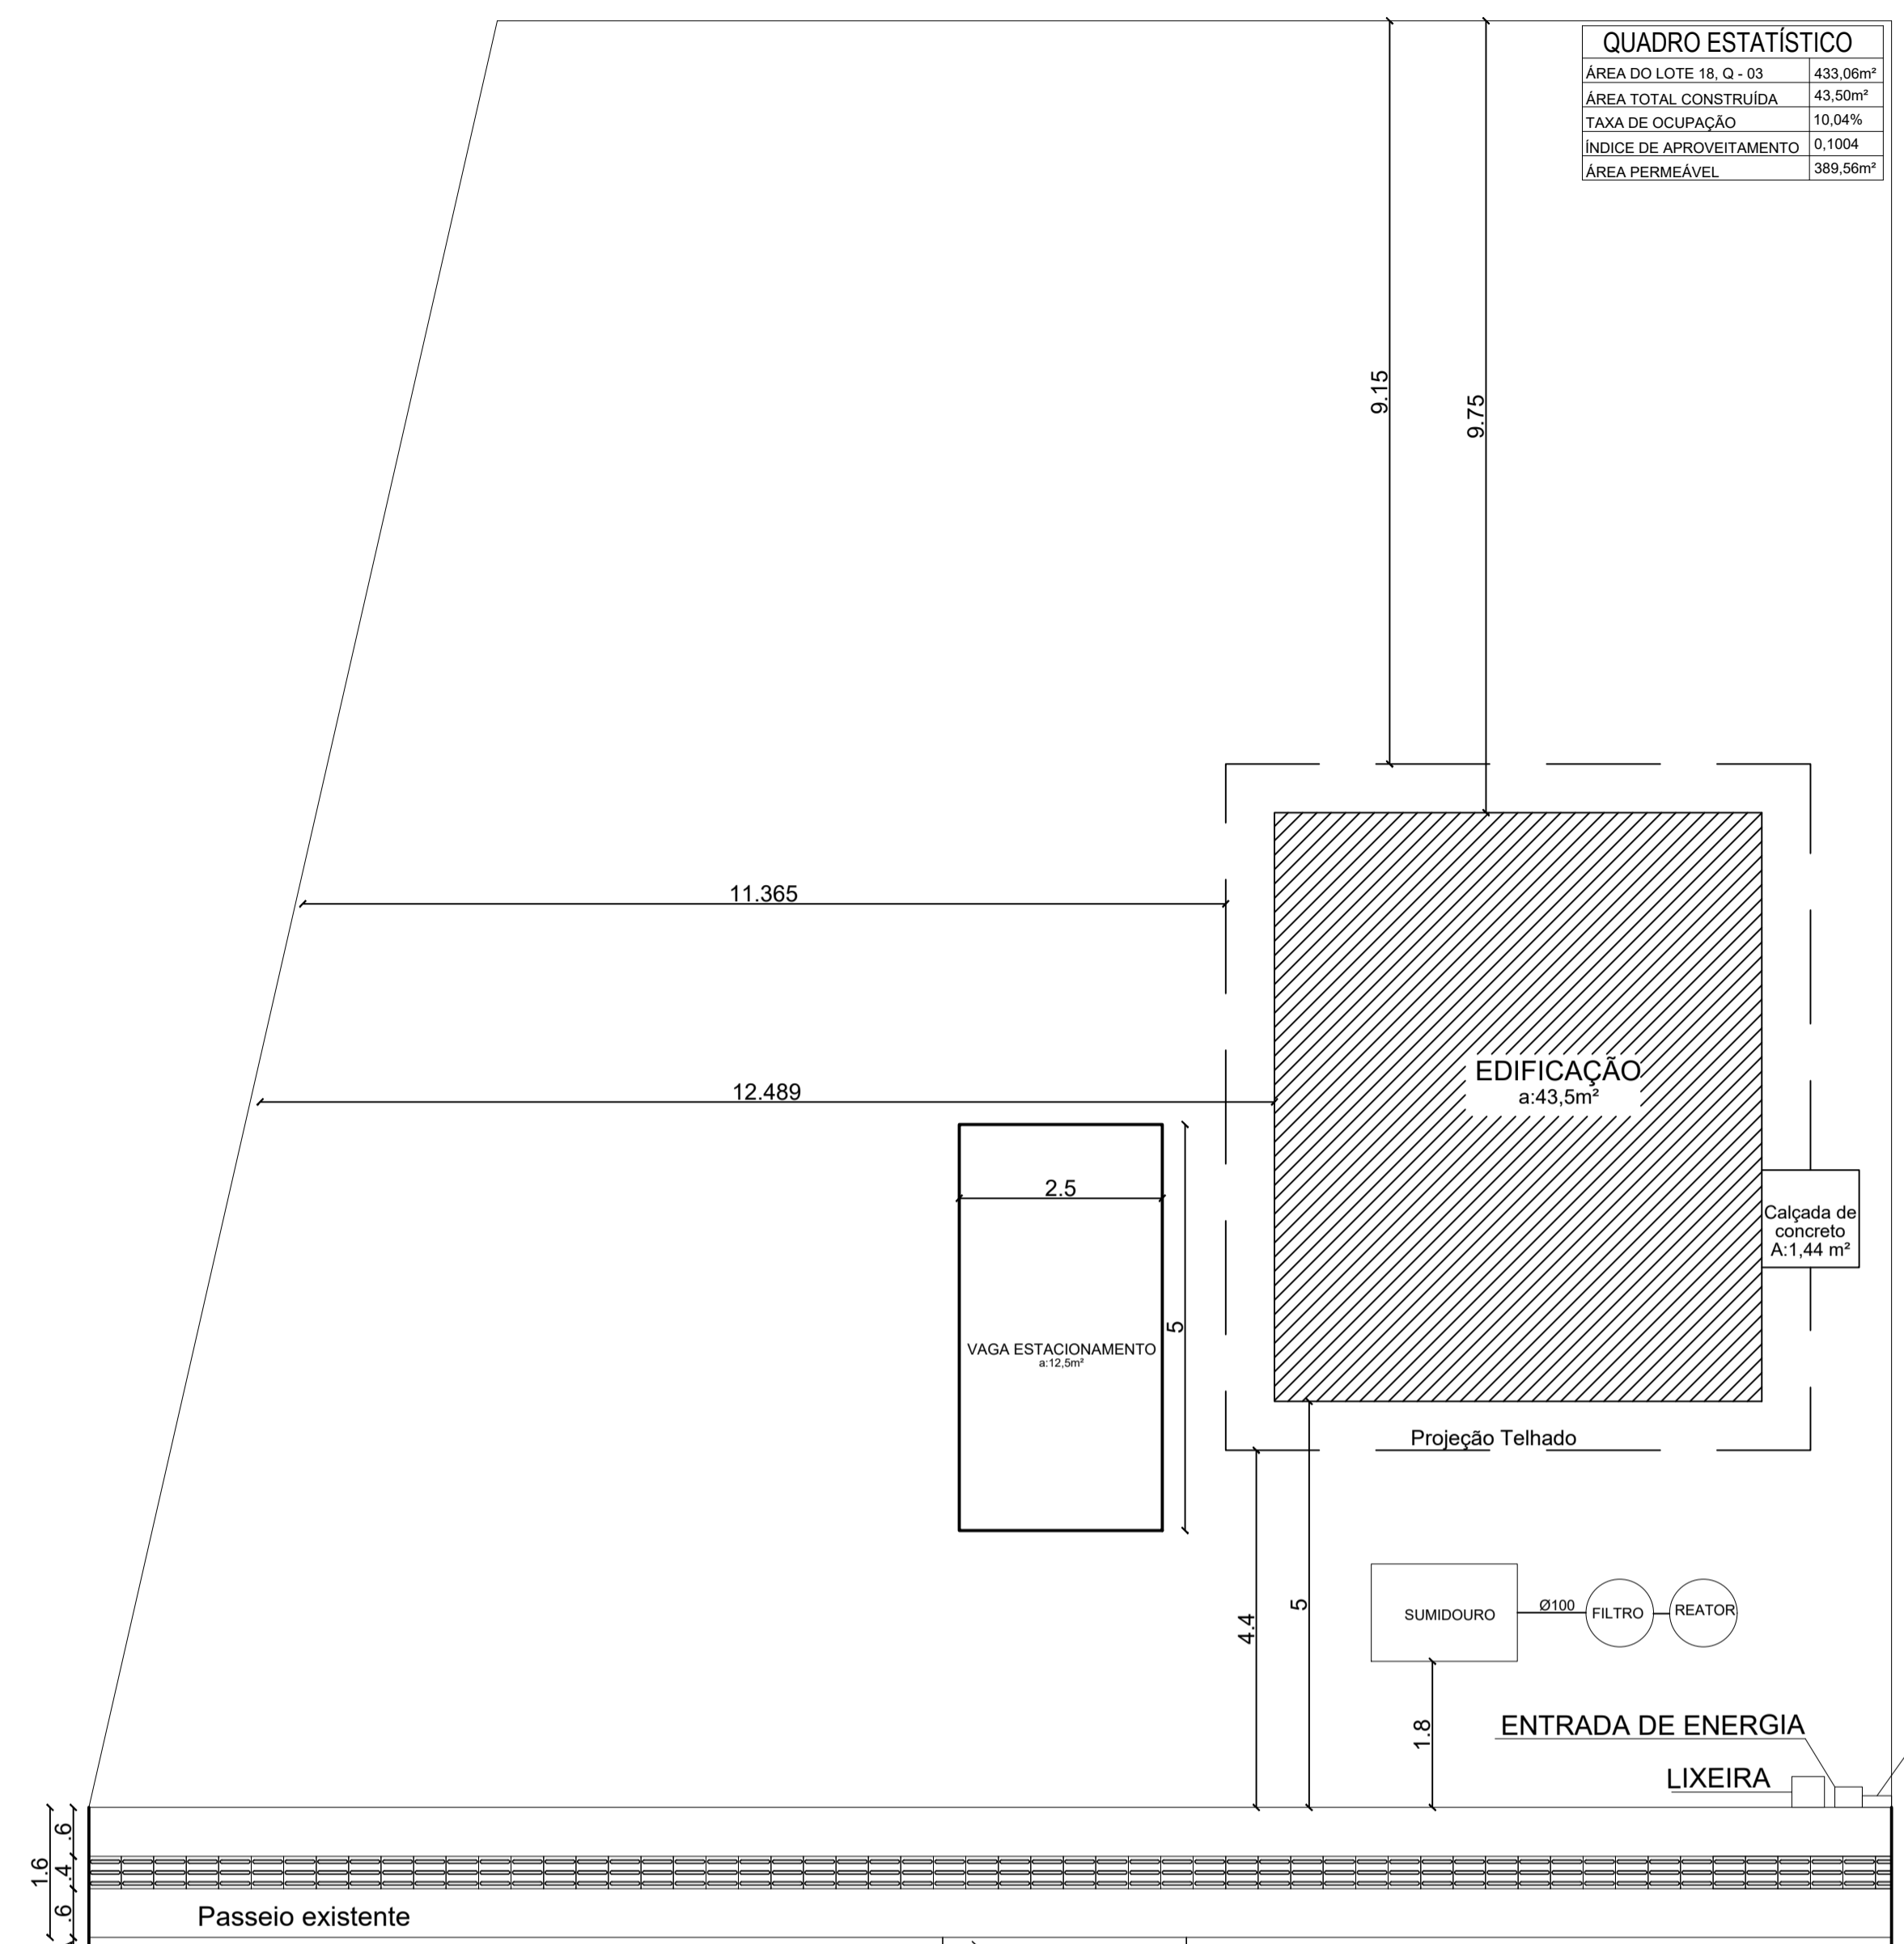 QUADRO ESTATÍSTICO
ÁREA DO LOTE 18, Q - 03 433,06m²
ÁREA TOTAL CONSTRUÍDA 43,50m²
TAXA DE OCUPAÇÃO 10,04%
ÍNDICE DE APROVEITAMENTO 0,1004
ÁREA PERMEÁVEL 389,56m²
9.15
9.75
11.365
12.489
EDIFICAÇÃO
a:43,5m²
2.5
Calçada de
concreto
A:1,44 m²
5
VAGA ESTACIONAMENTO
a:12,5m²
Projeção Telhado
4.4
5
SUMIDOURO
Ø100
FILTRO
REATOR
1.8
ENTRADA DE ENERGIA
LIXEIRA
1.6
.6
.4
.6
Passeio existente